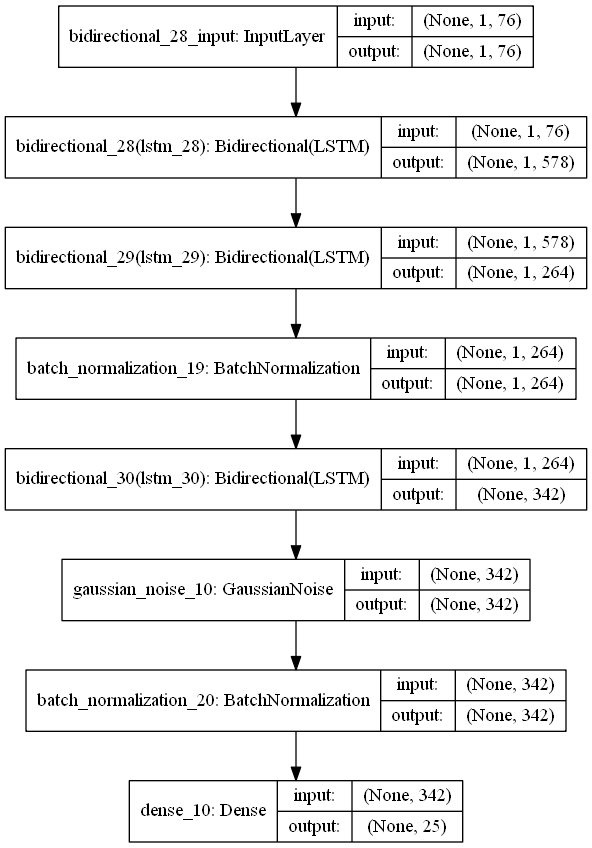 bidirectional_28_input: InputLayer
input: (None, 1, 76)
output: (None, 1, 76)
bidirectional_28(lstm_28): Bidirectional(LSTM)
input: (None, 1, 76)
output: (None, 1, 578)
bidirectional_29(lstm_29): Bidirectional(LSTM)
input: (None, 1, 578)
output: (None, 1, 264)
batch_normalization_19: BatchNormalization
input: (None, 1, 264)
output: (None, 1, 264)
bidirectional_30(lstm_30): Bidirectional(LSTM)
input: (None, 1, 264)
output: (None, 342)
gaussian_noise_10: GaussianNoise
input: (None, 342)
output: (None, 342)
batch_normalization_20: BatchNormalization
input: (None, 342)
output: (None, 342)
dense_10: Dense
input: (None, 342)
output: (None, 25)